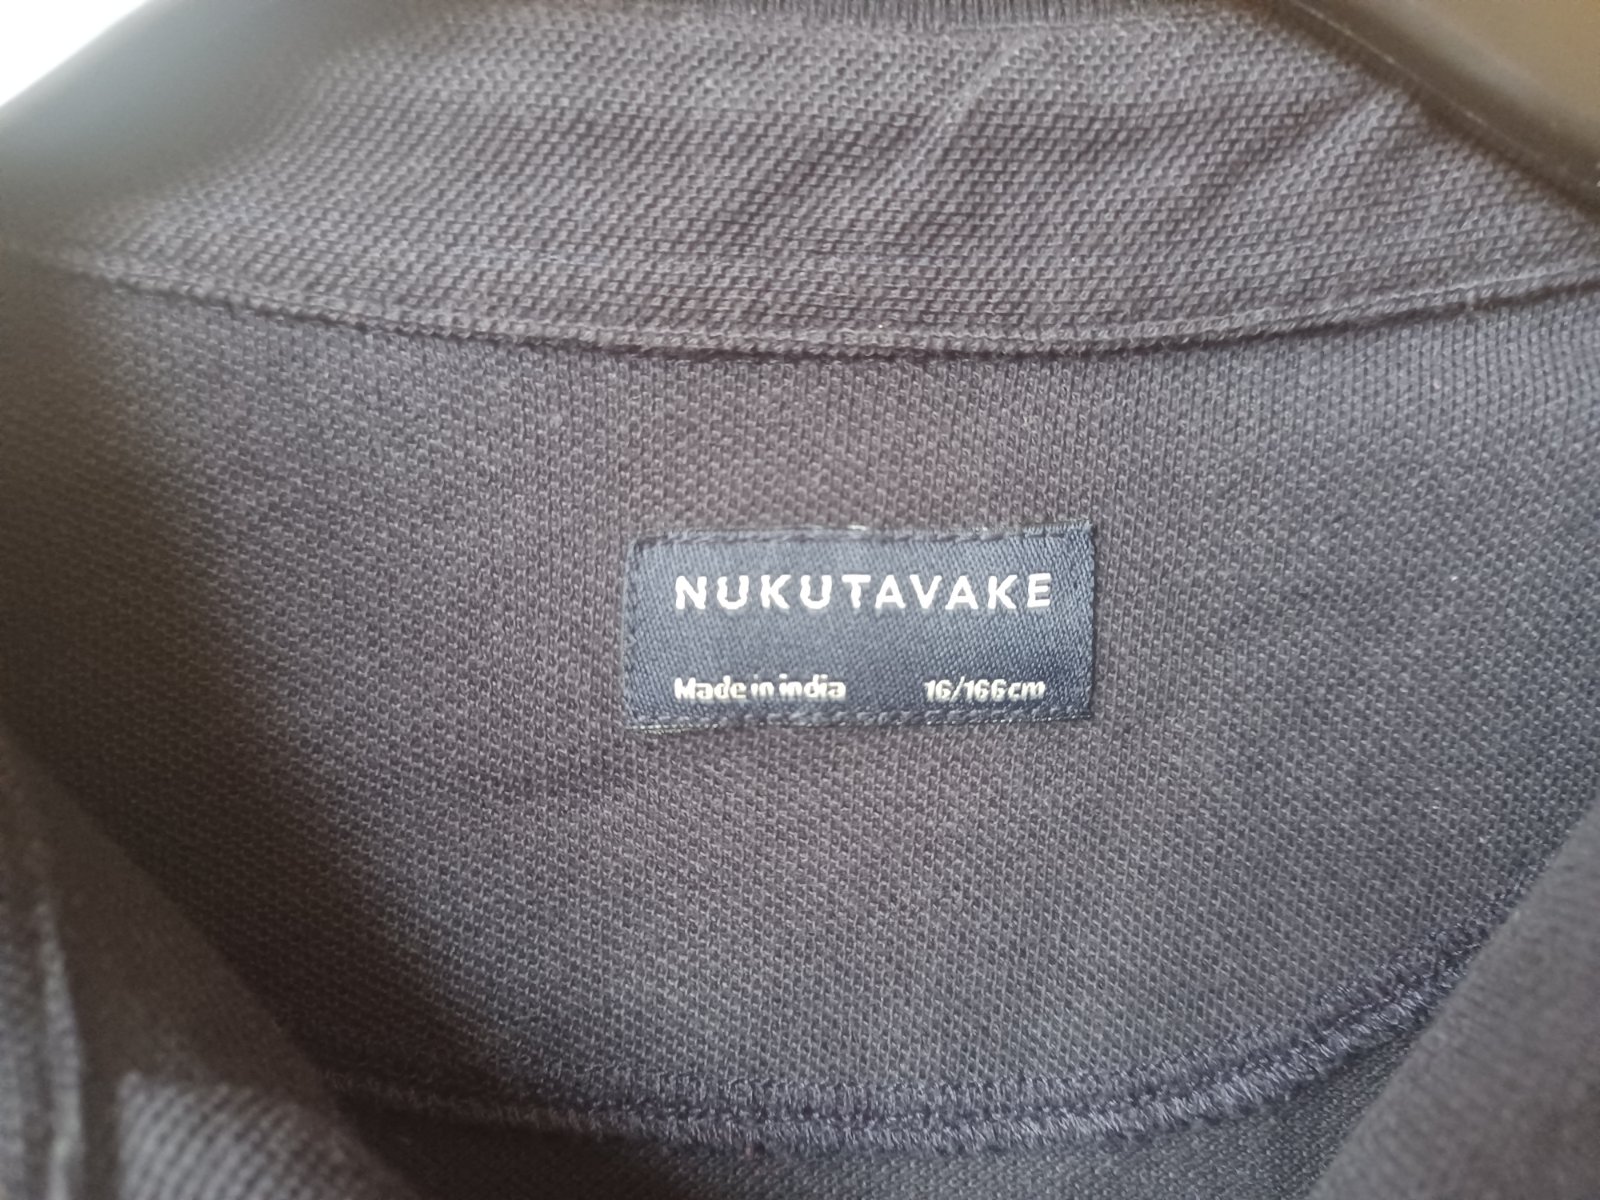 NUKUTAVAKE
Made in india 16/166cm